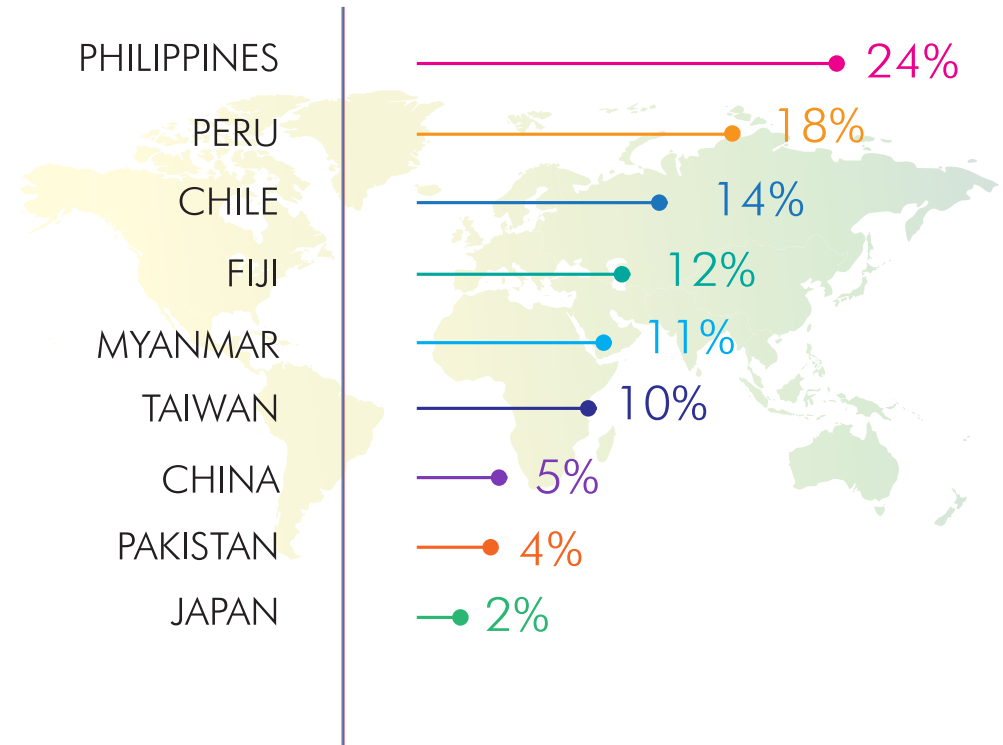 PHILIPPINES 24%
PERU 18%
CHILE 14%
FIJI 12%
MYANMAR 11%
TAIWAN 10%
CHINA 5%
PAKISTAN 4%
JAPAN 2%